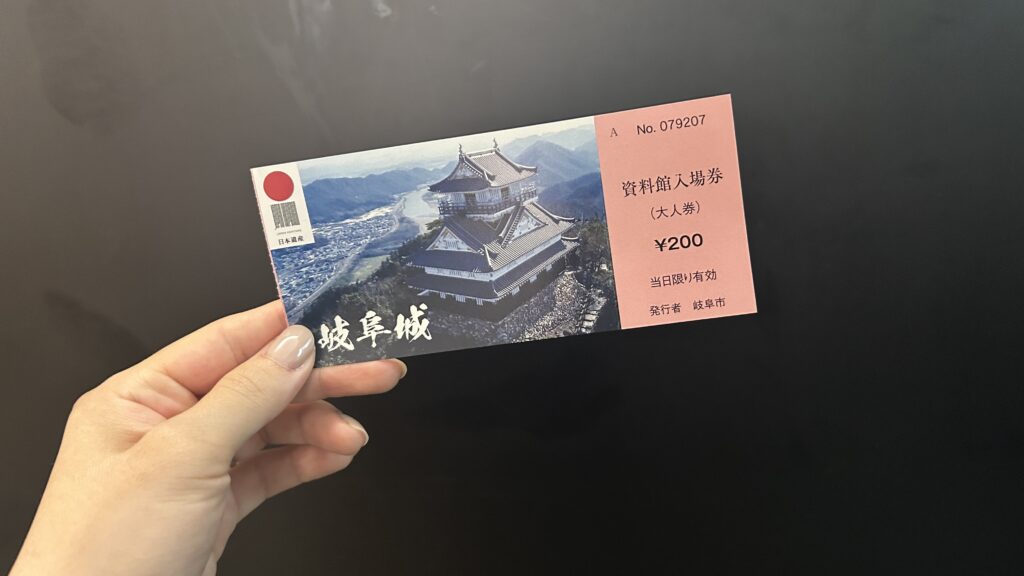 日本遺産
岐阜城
A No. 079207
資料館入場券
（大人券）
¥200
当日限り有効
発行者 岐阜市